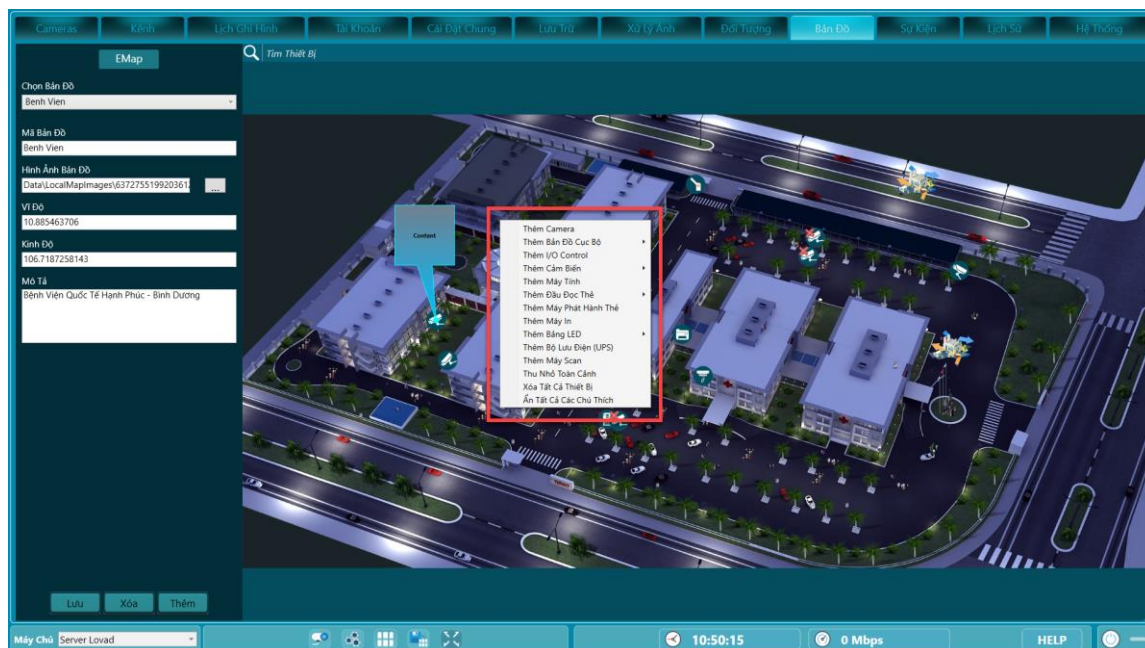 Cameras
Kênh
Lịch Ghi Hình
Tài Khoản
Cài Đặt Chung
Lưu Trữ
Xử Lý Ảnh
Đối Tượng
Bản Đồ
Sự Kiện
Lịch Sử
Hệ Thống
EMap
Tìm Thiết Bị
Chọn Bản Đồ
Benh Vien
Mã Bản Đồ
Benh Vien
Hình Ảnh Bản Đồ
Data\LocalMapImages\637275519920361
...
Vĩ Độ
10.885463706
Kinh Độ
106.7187258143
Mô Tả
Bệnh Viện Quốc Tế Hạnh Phúc - Bình Dương
Content
Thêm Camera
Thêm Bản Đồ Cục Bộ
Thêm I/O Control
Thêm Cảm Biến
Thêm Máy Tính
Thêm Đầu Đọc Thẻ
Thêm Máy Phát Hành Thẻ
Thêm Máy In
Thêm Bảng LED
Thêm Bộ Lưu Điện (UPS)
Thêm Máy Scan
Thu Nhỏ Toàn Cảnh
Xóa Tất Cả Thiết Bị
Ẩn Tất Cả Các Chú Thích
Lưu
Xóa
Thêm
Máy Chủ
Server Lovad
10:50:15
0 Mbps
HELP